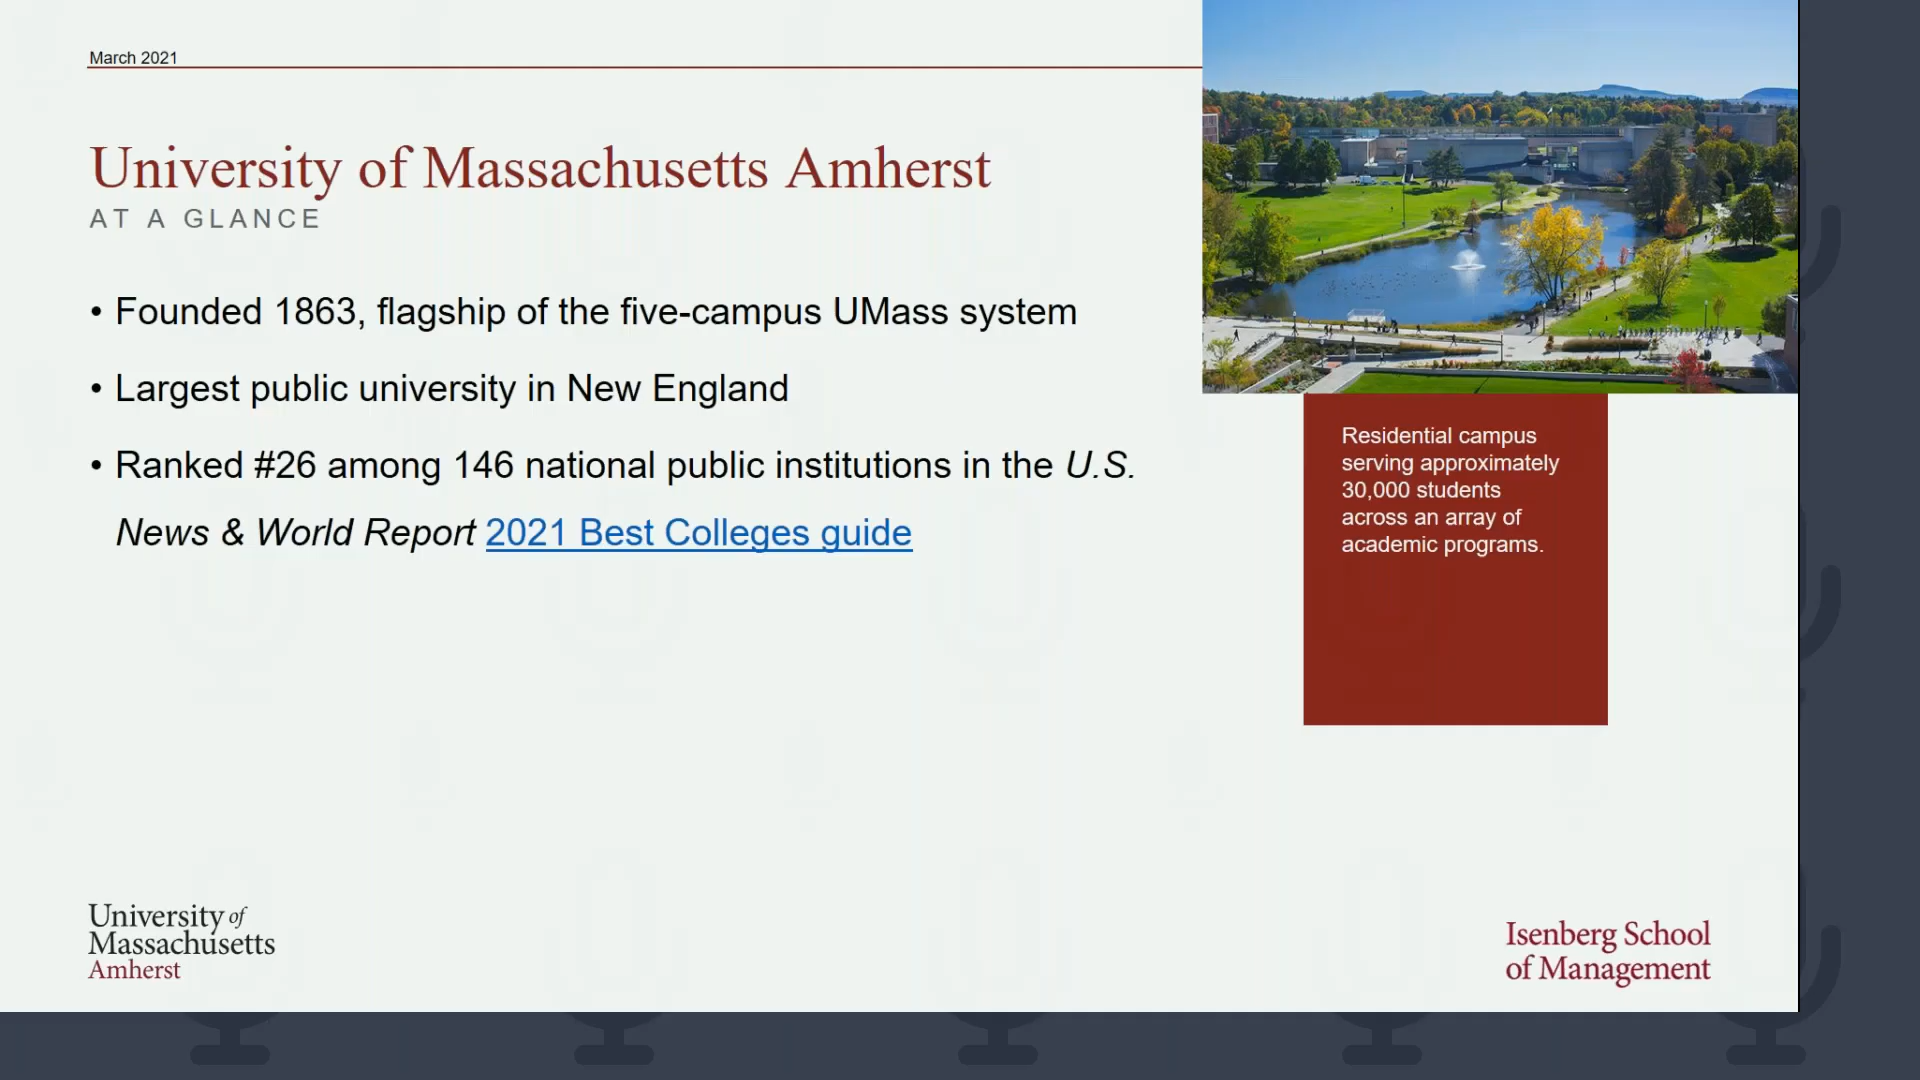 March 2021
University of Massachusetts Amherst
AT A GLANCE
• Founded 1863, flagship of the five-campus UMass system
• Largest public university in New England
• Ranked #26 among 146 national public institutions in the U.S.
News & World Report 2021 Best Colleges guide
Residential campus
serving approximately
30,000 students
across an array of
academic programs.
University of
Massachusetts
Amherst
Isenberg School
of Management